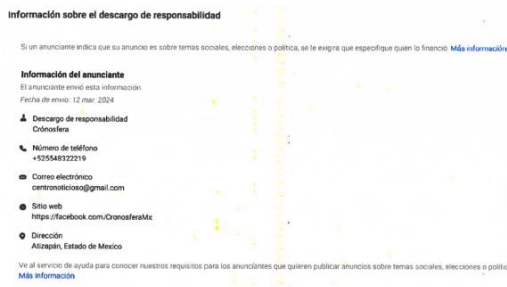 Información sobre el descargo de responsabilidad
Si un anunciante indica que su anuncio es sobre temas sociales, elecciones o política, se le exigirá que especifique quién lo financió. Más información
Información del anunciante
El anunciante envió esta información.
Fecha de envío: 12 mar. 2024
Descargo de responsabilidad
Crónosfera
Número de teléfono
+525548322219
Correo electrónico
centronoticioso@gmail.com
Sitio web
https://facebook.com/CronosferaMx
Dirección
Atizapán, Estado de Mexico
Ve al servicio de ayuda para conocer nuestros requisitos para los anunciantes que quieren publicar anuncios sobre temas sociales, elecciones o polític
Más información